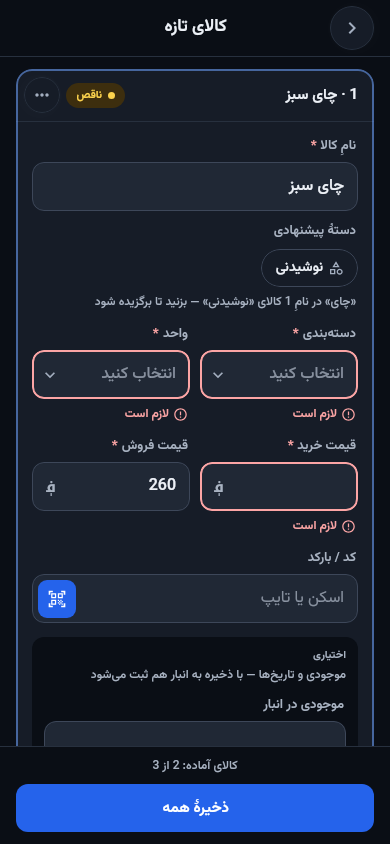 کالای تازه
1 · چای سبز
ناقص
نامِ کالا *
چای سبز
دستهٔ پیشنهادی
نوشیدنی
«چای» در نامِ 1 کالای «نوشیدنی» — بزنید تا برگزیده شود
دسته‌بندی *
واحد *
انتخاب کنید
انتخاب کنید
لازم است
لازم است
قیمت خرید *
قیمت فروش *
؋
260
؋
لازم است
کد / بارکد
اسکن یا تایپ
اختیاری
موجودی و تاریخ‌ها — با ذخیره به انبار هم ثبت می‌شود
موجودی در انبار
کالای آماده: 2 از 3
ذخیرهٔ همه